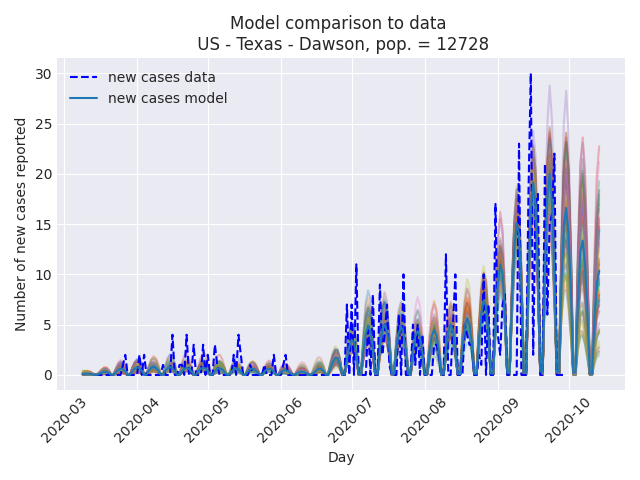 Model comparison to data
US - Texas - Dawson, pop. = 12728
new cases data
new cases model
Number of new cases reported
30
25
20
15
10
5
0
2020-03
2020-04
2020-05
2020-06
2020-07
2020-08
2020-09
2020-10
Day